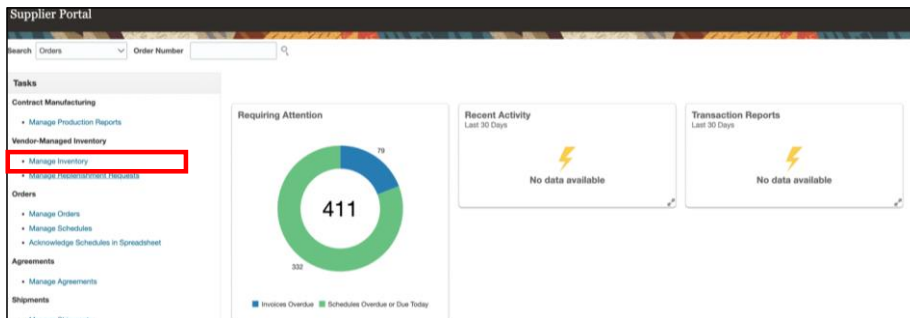 Supplier Portal
Search Orders Order Number
Tasks
Contract Manufacturing
Manage Production Reports
Vendor-Managed Inventory
Manage Inventory
Manage Replenishment Requests
Orders
Manage Orders
Manage Schedules
Acknowledge Schedules in Spreadsheet
Agreements
Manage Agreements
Shipments
Requiring Attention
79
411
332
Invoices Overdue Schedules Overdue or Due Today
Recent Activity
Last 30 Days
No data available
Transaction Reports
Last 30 Days
No data available